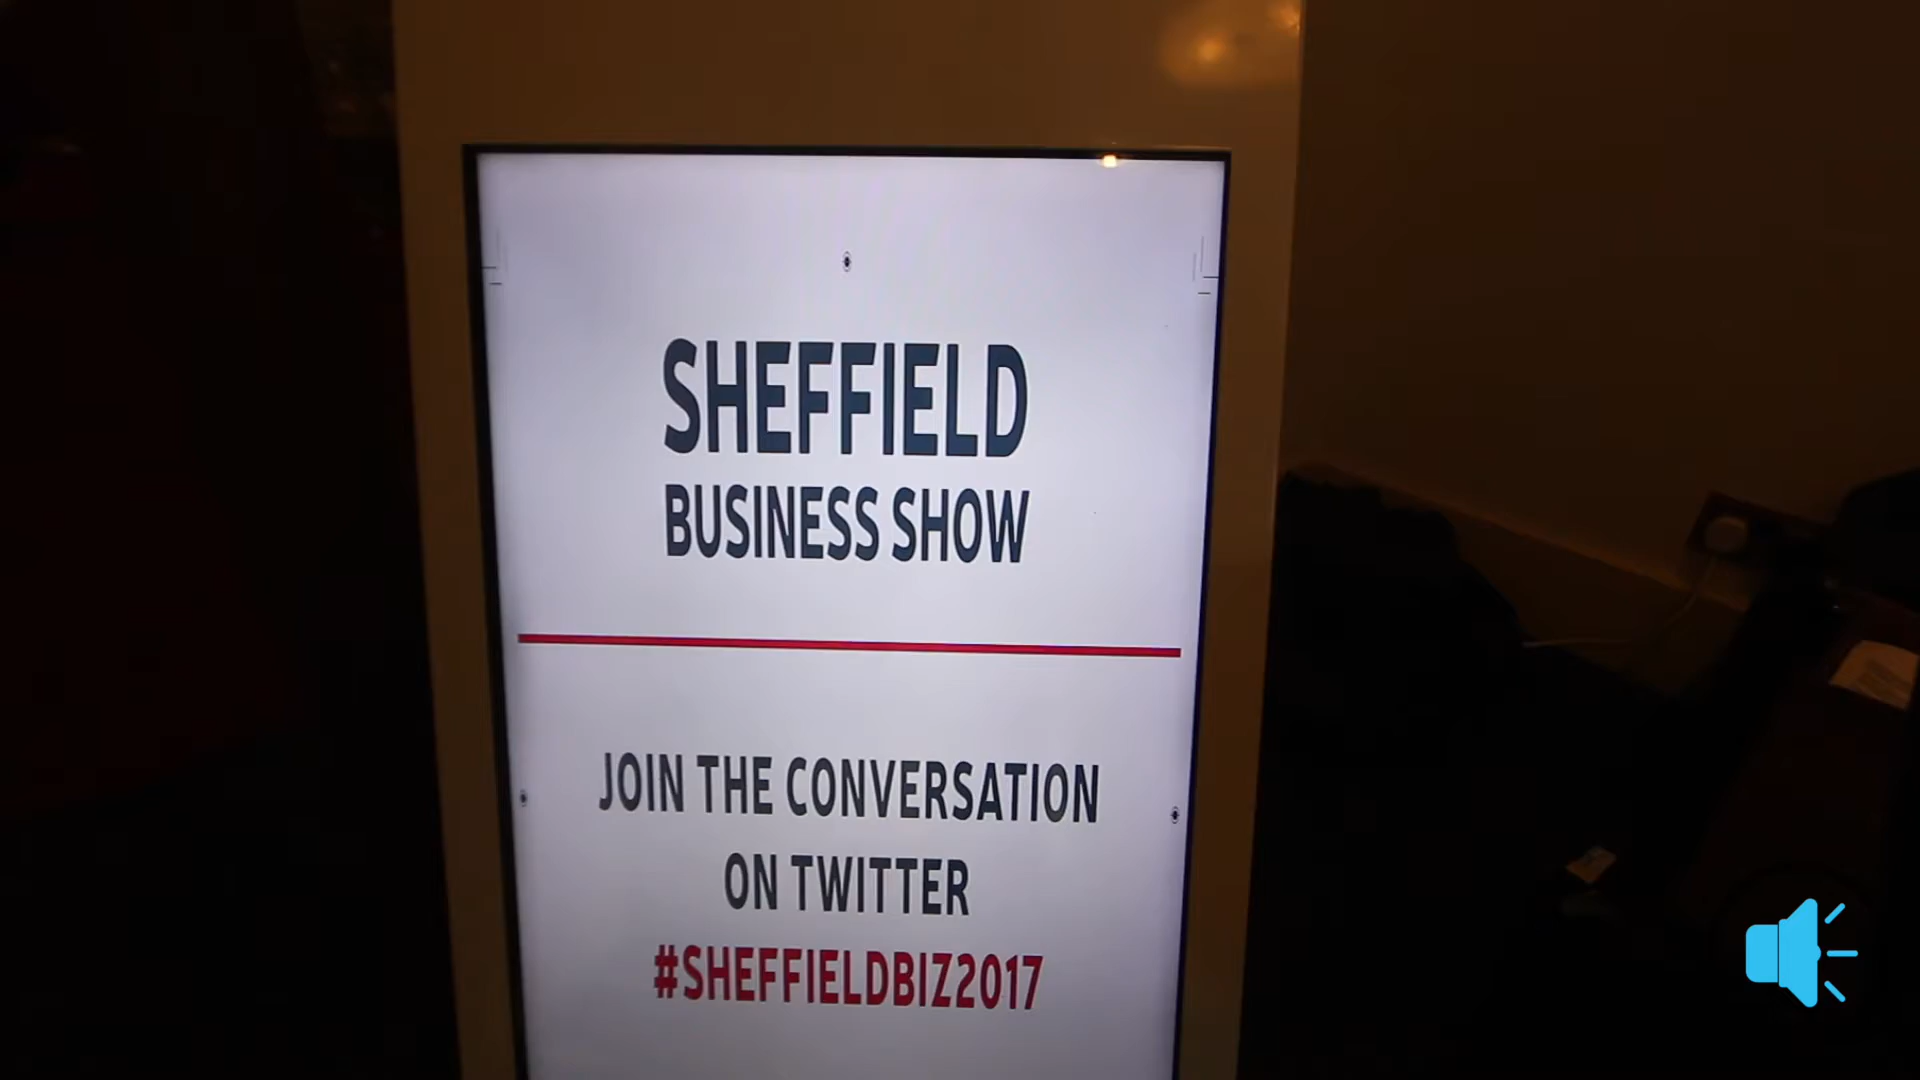 SHEFFIELD
BUSINESS SHOW
JOIN THE CONVERSATION
ON TWITTER
#SHEFFIELDBIZ2017